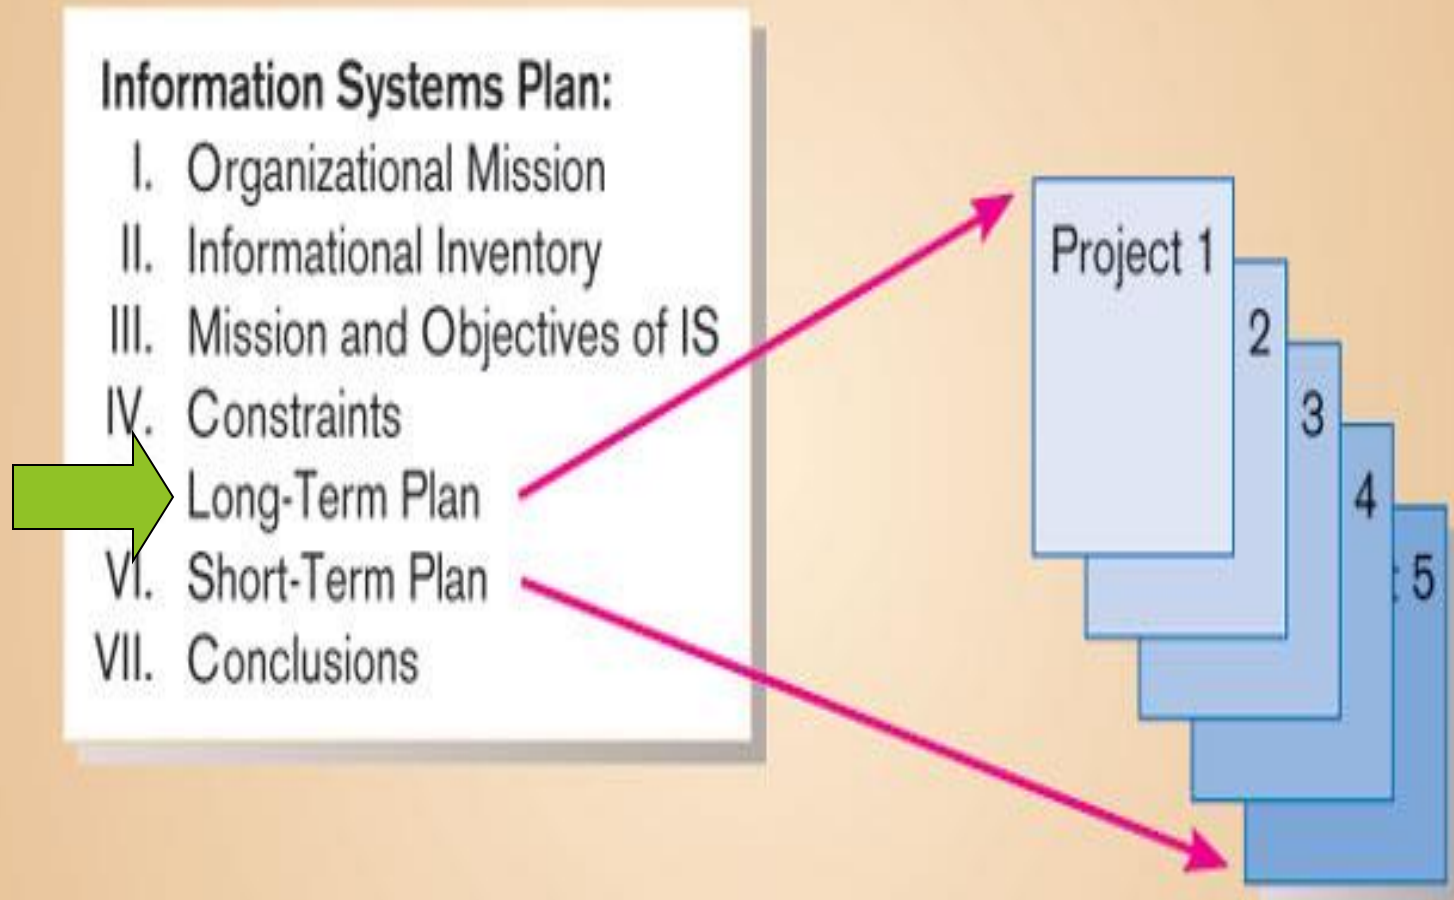 Information Systems Plan:
I. Organizational Mission
II. Informational Inventory
III. Mission and Objectives of IS
IV. Constraints
Long-Term Plan
VI. Short-Term Plan
VII. Conclusions
Project 1
2
3
4
5